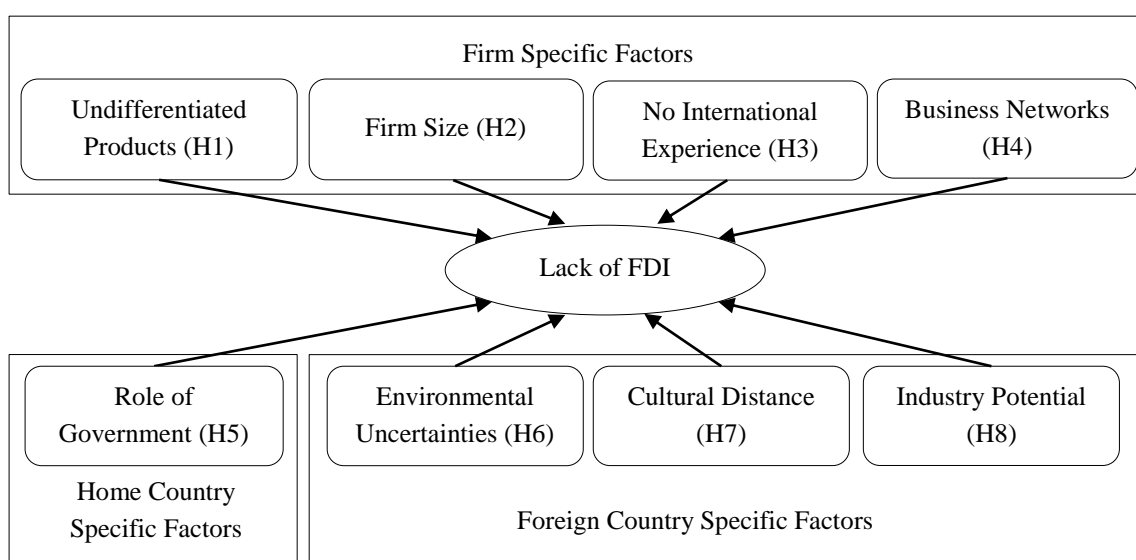 Firm Specific Factors
Undifferentiated
Products (H1)
Firm Size (H2)
No International
Experience (H3)
Business Networks
(H4)
Lack of FDI
Role of
Government (H5)
Home Country
Specific Factors
Environmental
Uncertainties (H6)
Cultural Distance
(H7)
Industry Potential
(H8)
Foreign Country Specific Factors